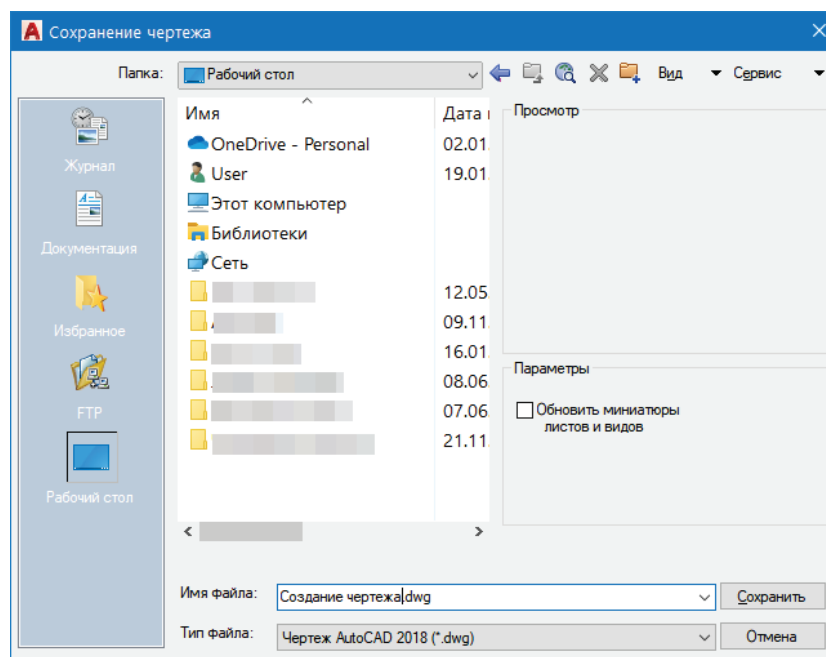 Сохранение чертежа
Папка: Рабочий стол Вид Сервис
Имя Дата
Просмотр
OneDrive - Personal 02.01.
User 19.01.
Этот компьютер
Библиотеки
Сеть
12.05
09.11
16.01
08.06
07.06
21.11
Журнал
Документация
Избранное
FTP
Рабочий стол
Параметры
Обновить миниатюры
листов и видов
Имя файла: Создание чертежа.dwg Сохранить
Тип файла: Чертеж AutoCAD 2018 (*.dwg) Отмена